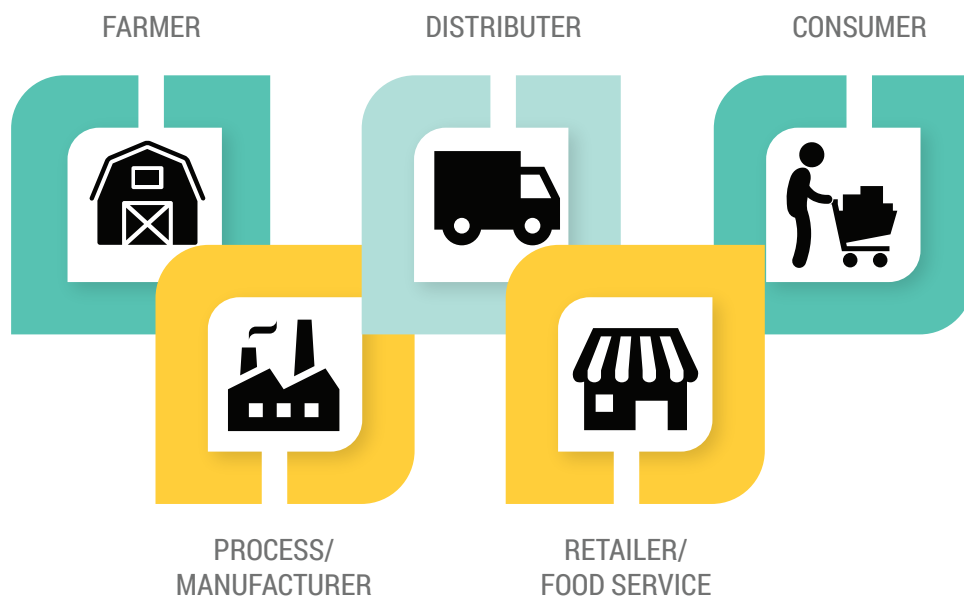 FARMER
DISTRIBUTER
CONSUMER
PROCESS/
MANUFACTURER
RETAILER/
FOOD SERVICE